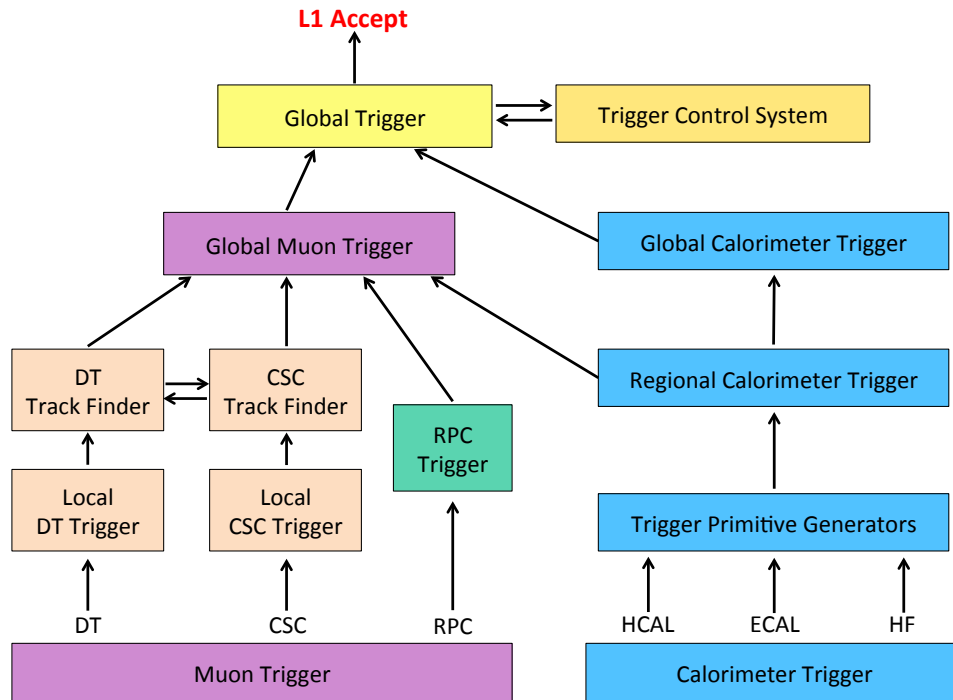 L1 Accept
Global Trigger
Trigger Control System
Global Muon Trigger
Global Calorimeter Trigger
DT
Track Finder
CSC
Track Finder
Regional Calorimeter Trigger
RPC
Trigger
Local
DT Trigger
Local
CSC Trigger
Trigger Primitive Generators
DT
CSC
RPC
HCAL
ECAL
HF
Muon Trigger
Calorimeter Trigger